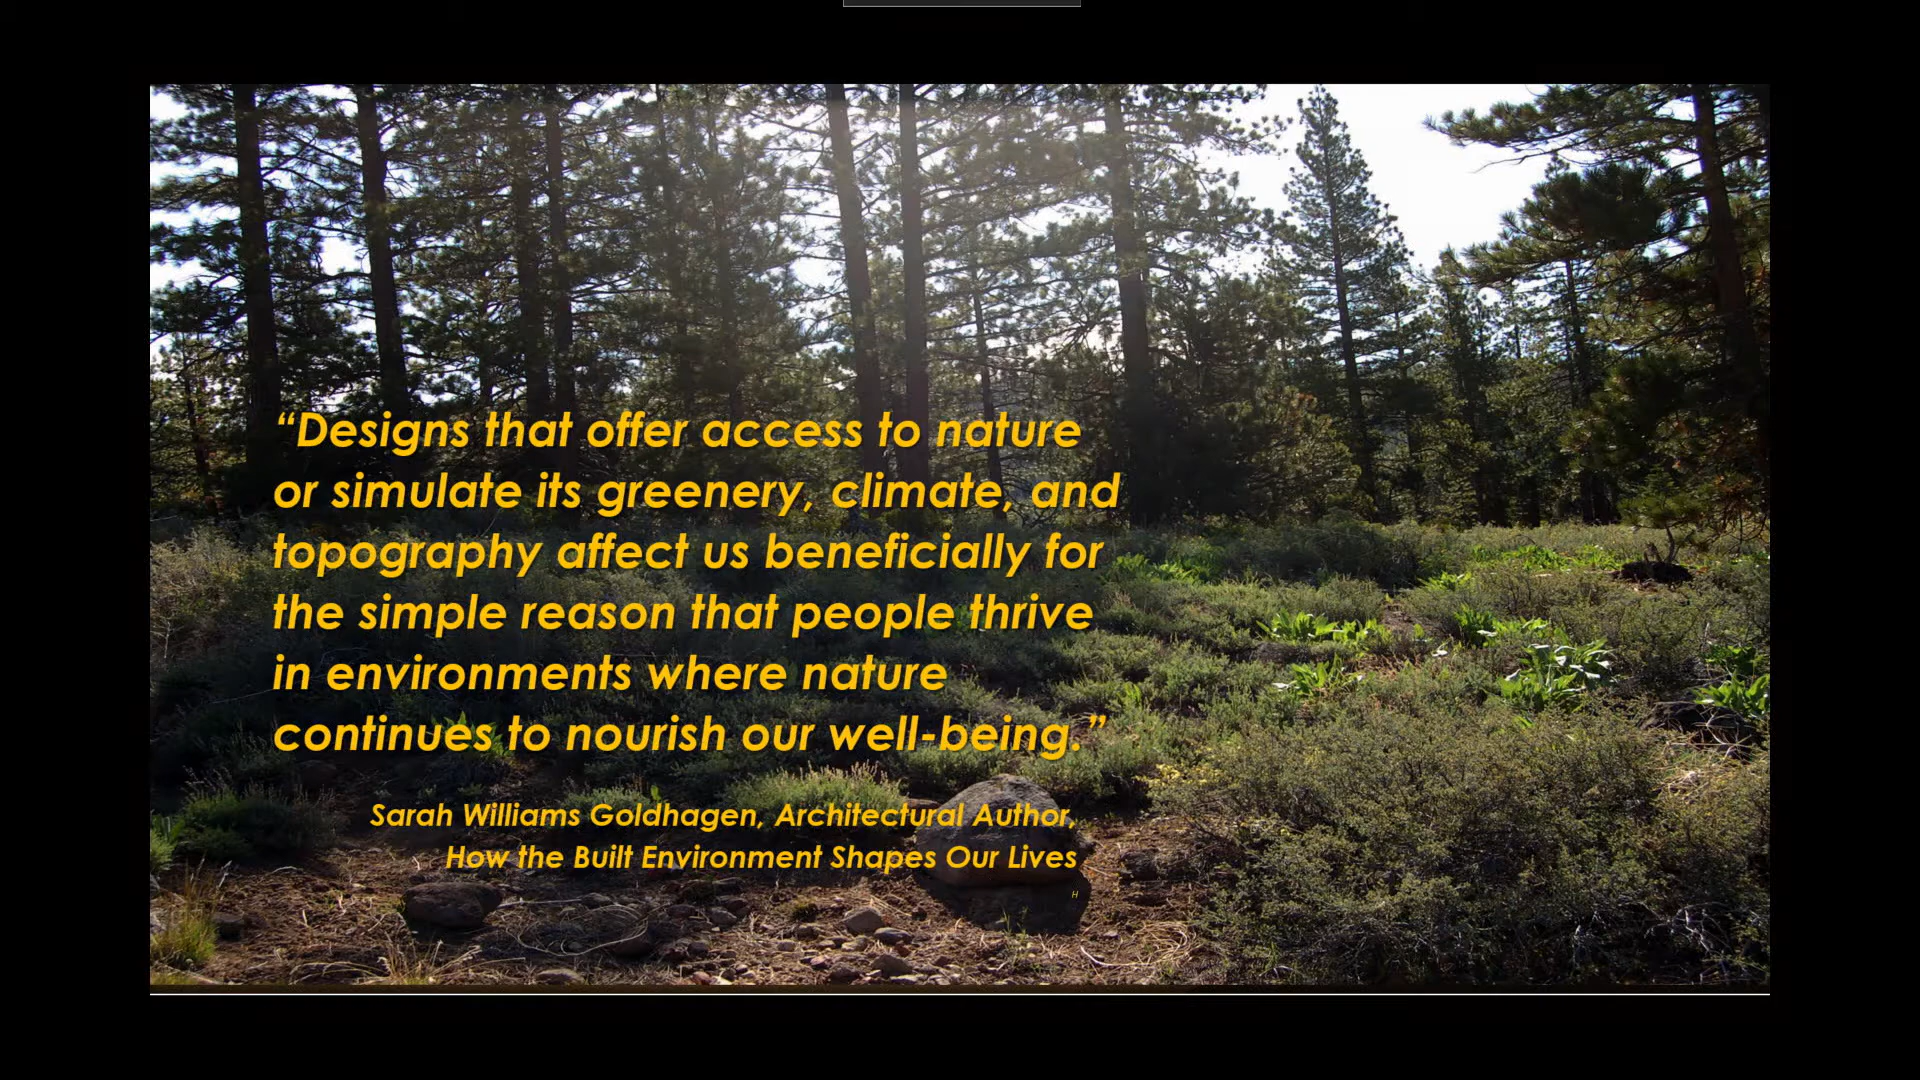 “Designs that offer access to nature
or simulate its greenery, climate, and
topography affect us beneficially for
the simple reason that people thrive
in environments where nature
continues to nourish our well-being.”
Sarah Williams Goldhagen, Architectural Author,
How the Built Environment Shapes Our Lives
H